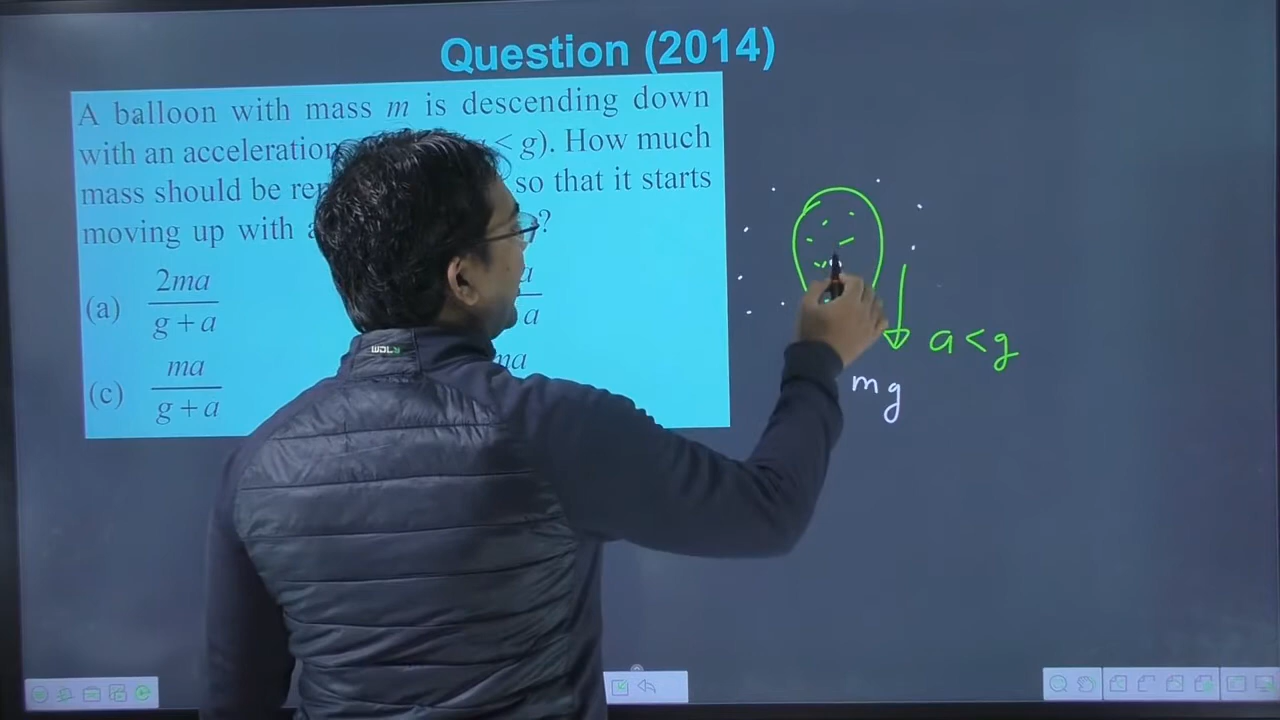 Question (2014)
A balloon with mass m is descending down
with an acceleration < g). How much
mass should be so that it starts
moving up with ?
(a) 2ma / g + a
a / a
(c) ma / g + a
ma
a < g
mg